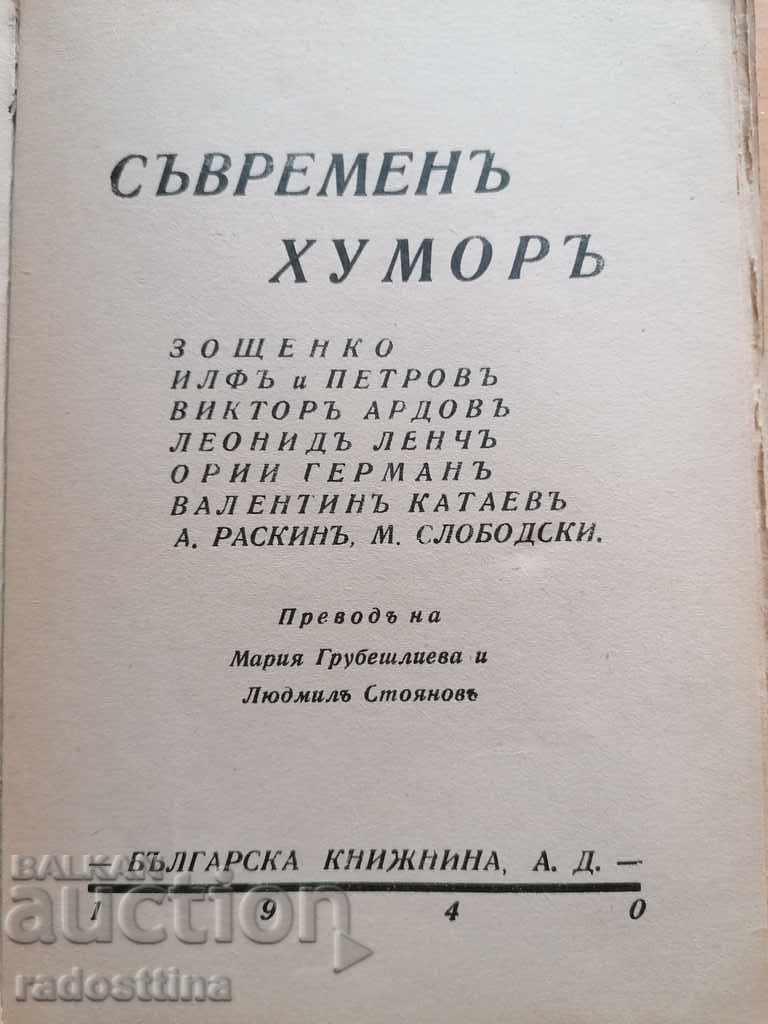 СЪВРЕМЕНЪ
ХУМОРЪ
ЗОЩЕНКО
ИЛФЪ и ПЕТРОВЪ
ВИКТОРЪ АРДОВЪ
ЛЕОНИДЪ ЛЕНЧЪ
ОРИИ ГЕРМАНЪ
ВАЛЕНТИНЪ КАТАЕВЪ
А. РАСКИНЪ, М. СЛОБОДСКИ.
Преводъ на
Мария Грубешлиева и
Людмилъ Стояновъ
— БЪЛГАРСКА КНИЖНИНА, А. Д. —
1 9 4 0
BALKAN
auction
radosttina